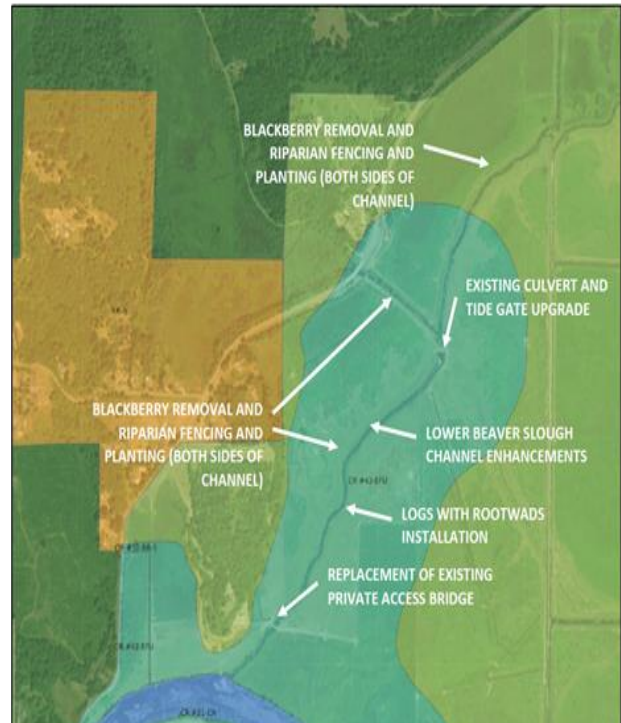 BLACKBERRY REMOVAL AND
RIPARIAN FENCING AND
PLANTING (BOTH SIDES OF
CHANNEL)
EXISTING CULVERT AND
TIDE GATE UPGRADE
BLACKBERRY REMOVAL AND
RIPARIAN FENCING AND
PLANTING (BOTH SIDES OF
CHANNEL)
LOWER BEAVER SLOUGH
CHANNEL ENHANCEMENTS
LOGS WITH ROOTWADS
INSTALLATION
REPLACEMENT OF EXISTING
PRIVATE ACCESS BRIDGE